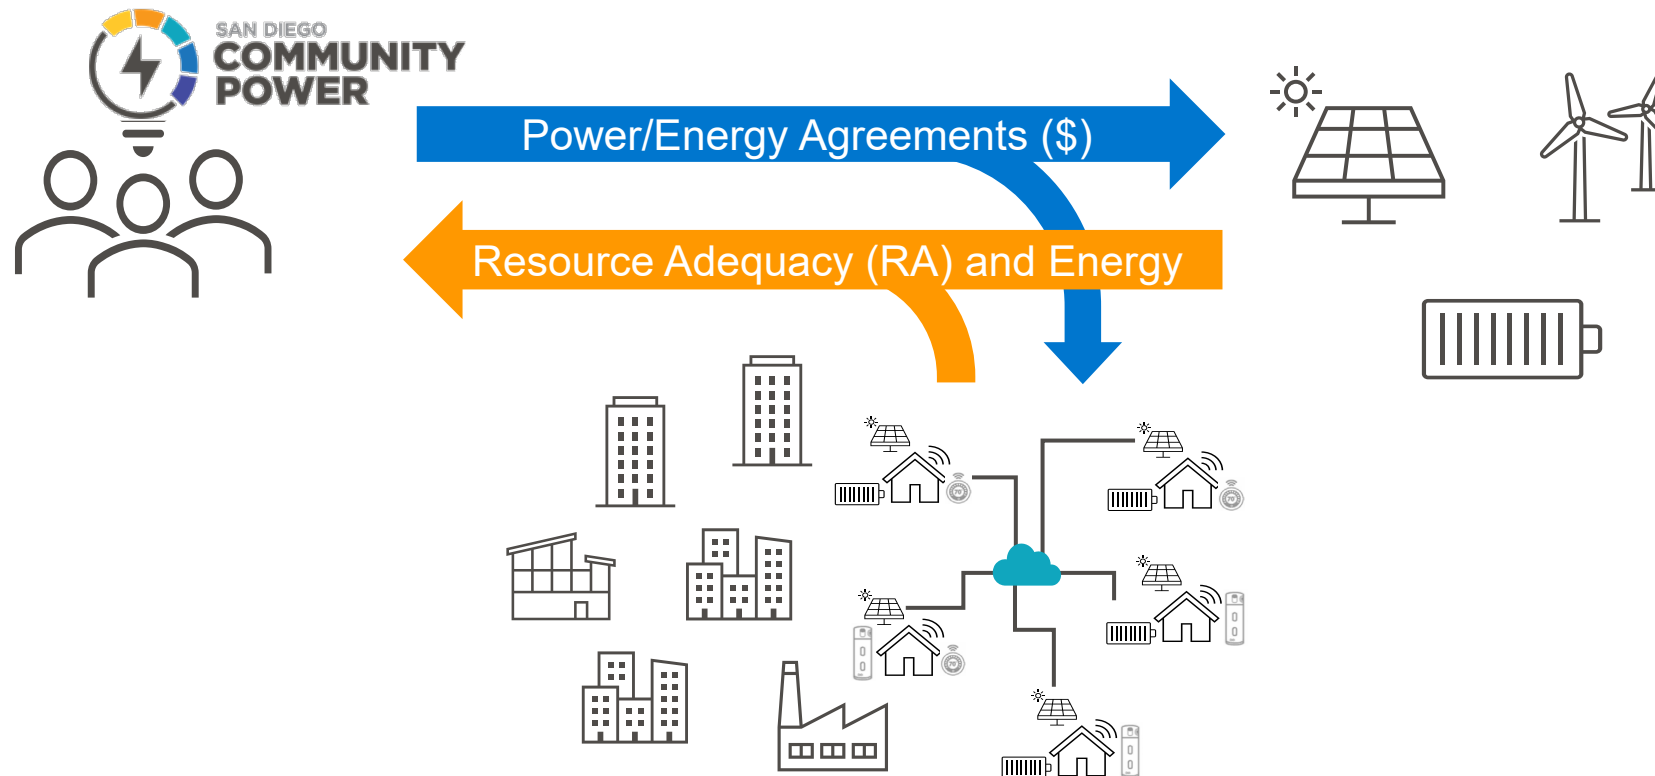 SAN DIEGO
COMMUNITY
POWER
Power/Energy Agreements ($)
Resource Adequacy (RA) and Energy